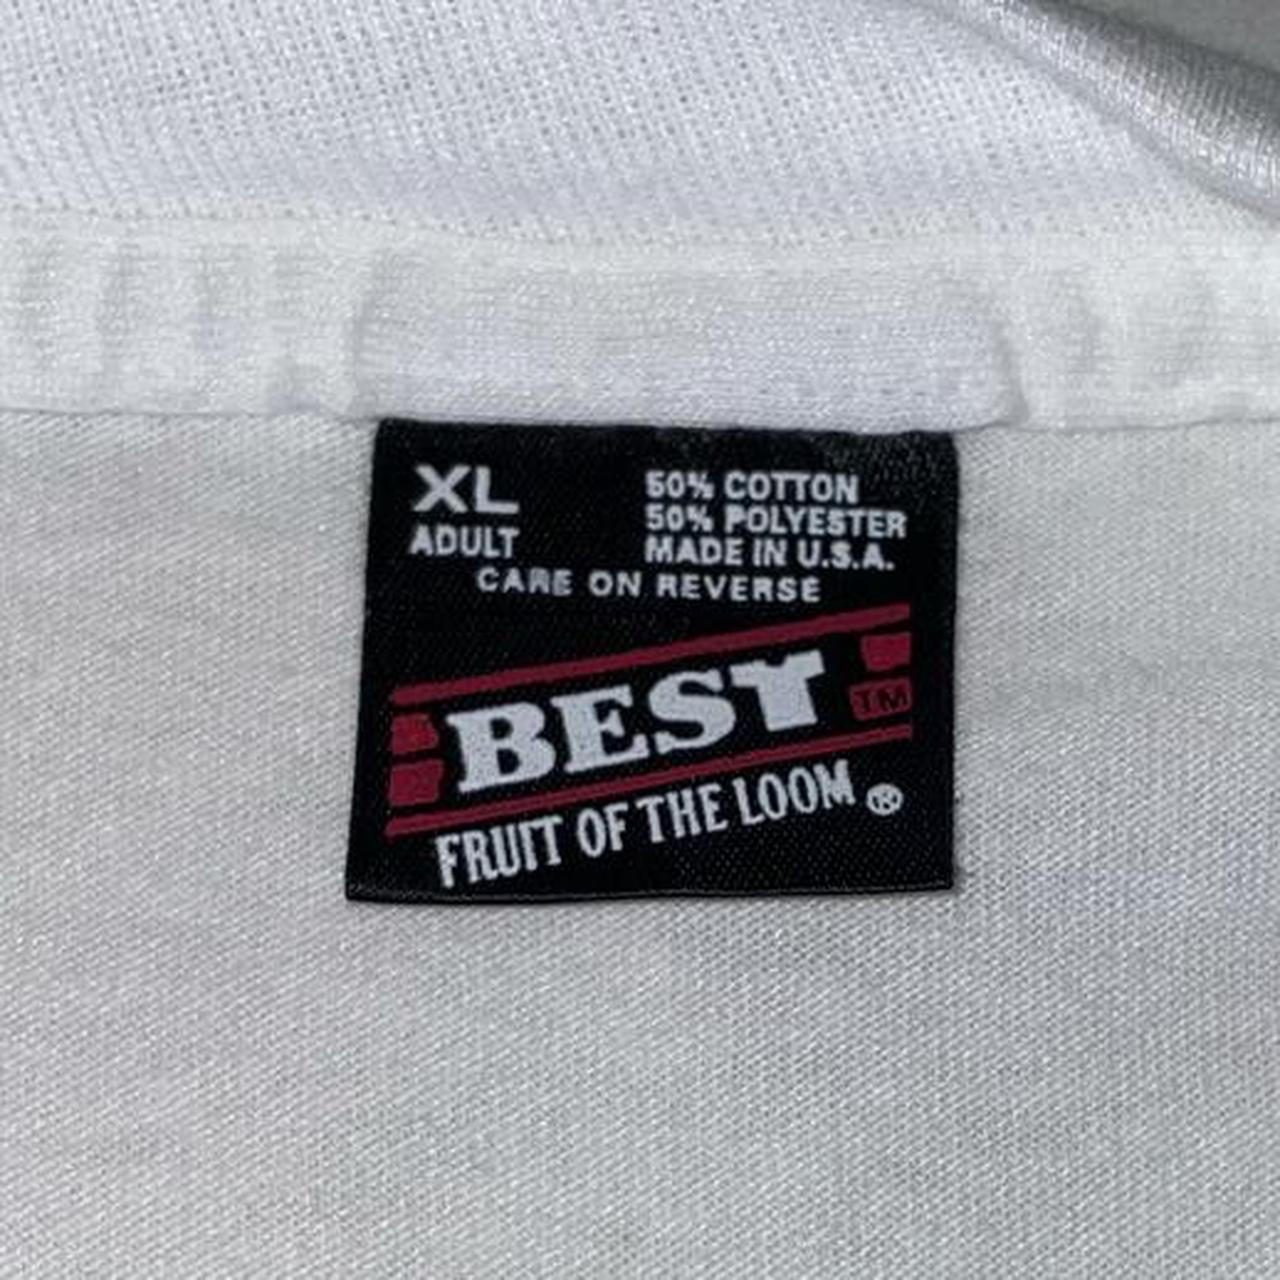 XL
ADULT
50% COTTON
50% POLYESTER
MADE IN U.S.A.
CARE ON REVERSE
BEST
TM
FRUIT OF THE LOOM ®